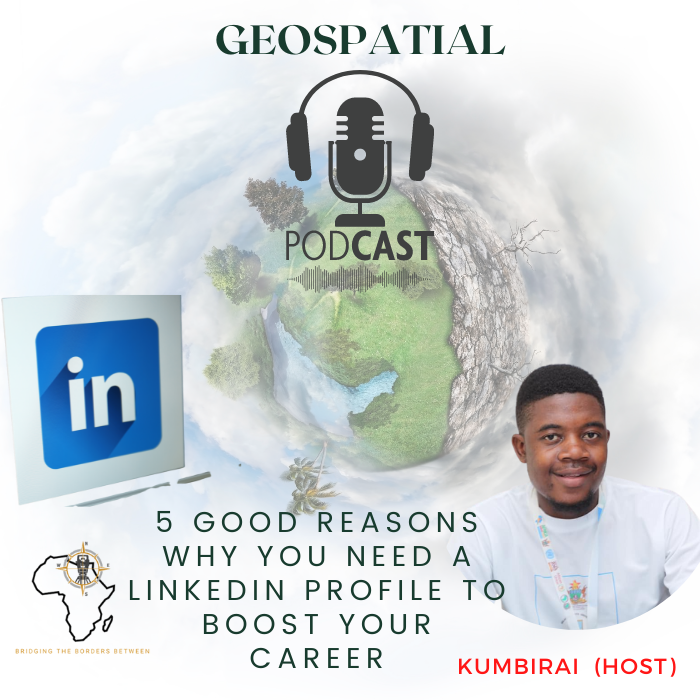 GEOSPATIAL
PODCAST
in
5 GOOD REASONS
WHY YOU NEED A
LINKEDIN PROFILE TO
BOOST YOUR
CAREER
BRIDGING THE BORDERS BETWEEN
KUMBIRAI (HOST)